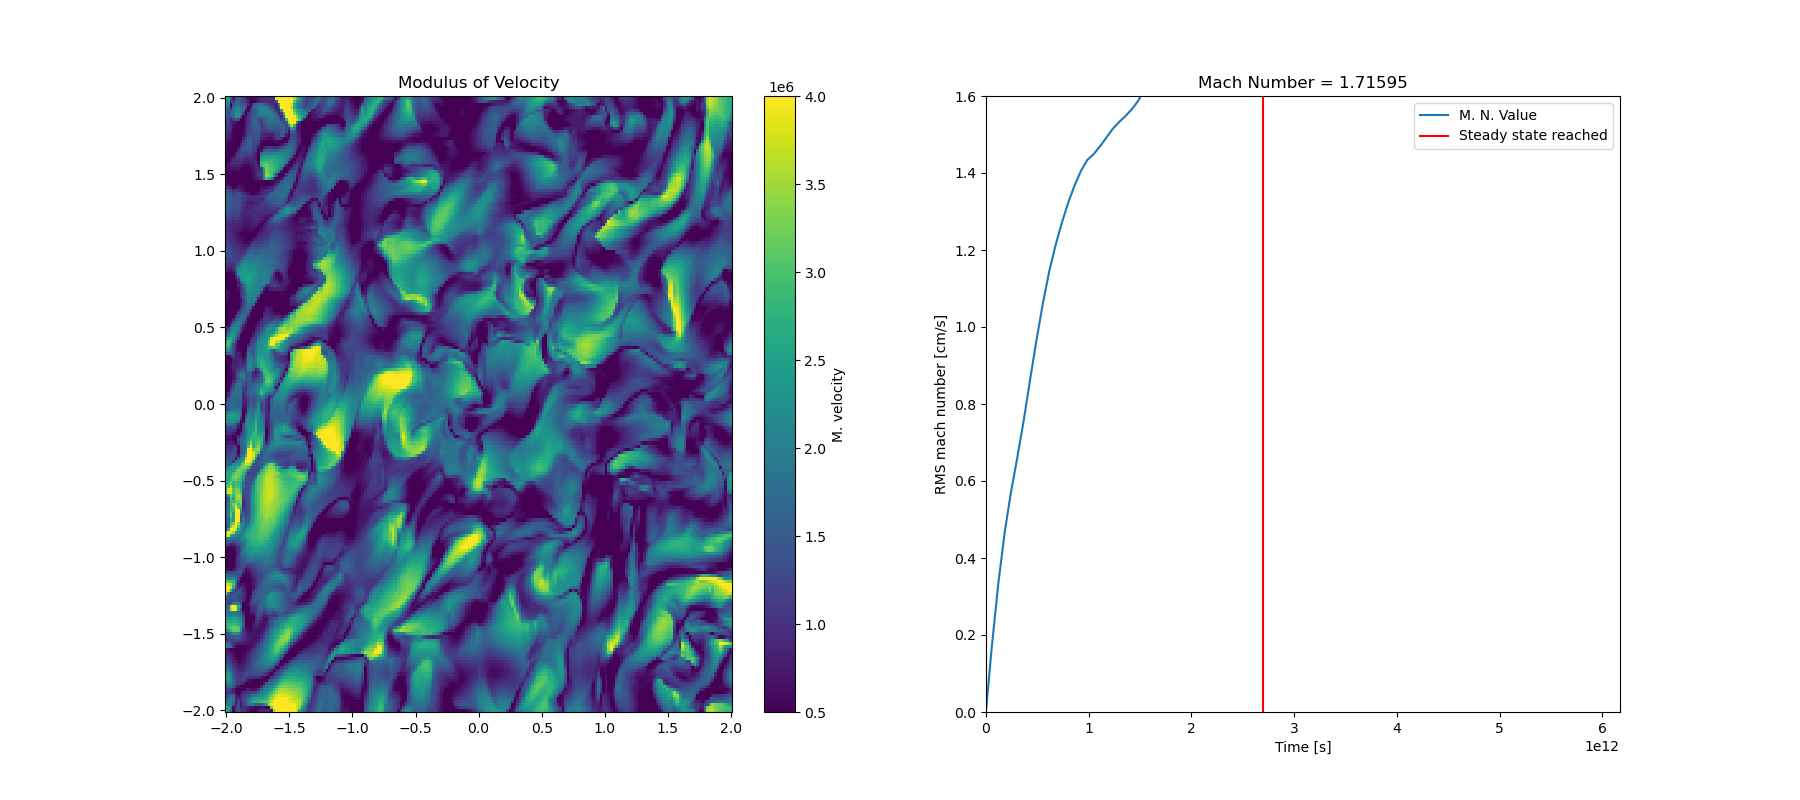 Modulus of Velocity
1e6
2.0
1.5
1.0
0.5
0.0
−0.5
−1.0
−1.5
−2.0
−2.0 −1.5 −1.0 −0.5 0.0 0.5 1.0 1.5 2.0
4.0
3.5
3.0
2.5
2.0
1.5
1.0
0.5
M. velocity
Mach Number = 1.71595
M. N. Value
Steady state reached
RMS mach number [cm/s]
1.6
1.4
1.2
1.0
0.8
0.6
0.4
0.2
0.0
0 1 2 3 4 5 6
Time [s]
1e12